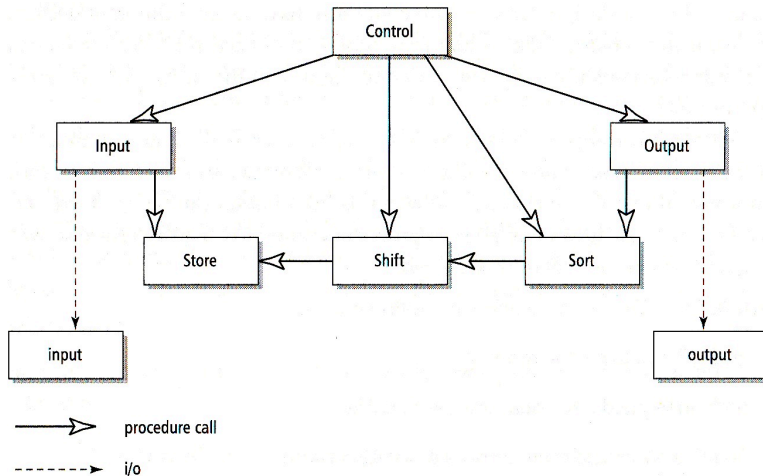 Control
Input
Output
Store
Shift
Sort
input
output
procedure call
i/o